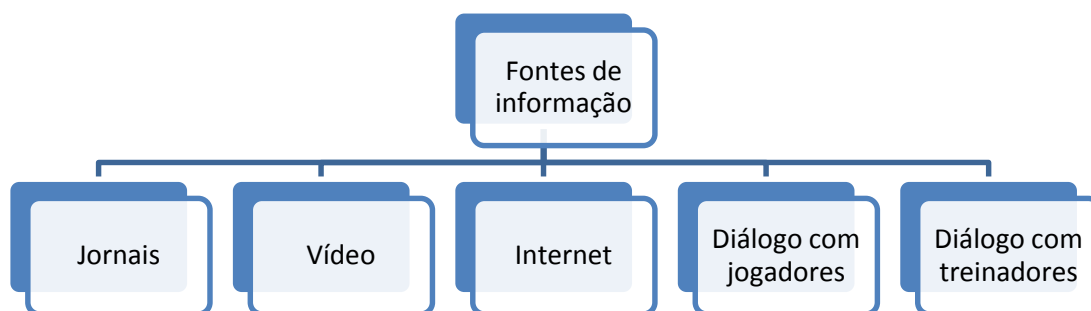 Fontes de
informação
Jornais
Vídeo
Internet
Diálogo com
jogadores
Diálogo com
treinadores